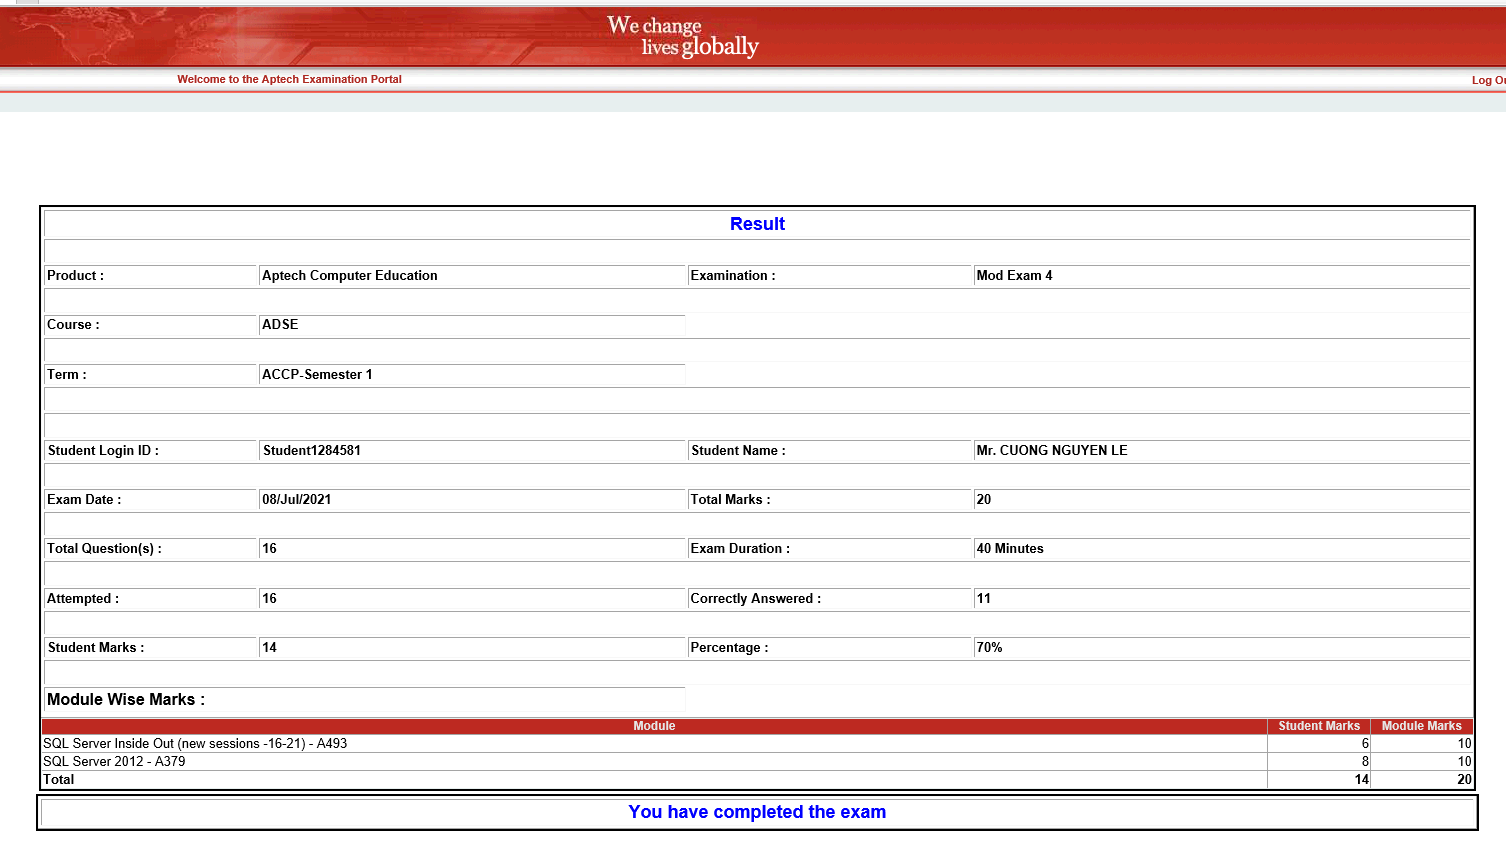 We change
lives globally
Welcome to the Aptech Examination Portal
Log Ou
Result
Product : Aptech Computer Education Examination : Mod Exam 4
Course : ADSE
Term : ACCP-Semester 1
Student Login ID : Student1284581 Student Name : Mr. CUONG NGUYEN LE
Exam Date : 08/Jul/2021 Total Marks : 20
Total Question(s) : 16 Exam Duration : 40 Minutes
Attempted : 16 Correctly Answered : 11
Student Marks : 14 Percentage : 70%
Module Wise Marks :
Module Student Marks Module Marks
SQL Server Inside Out (new sessions -16-21) - A493 6 10
SQL Server 2012 - A379 8 10
Total 14 20
You have completed the exam